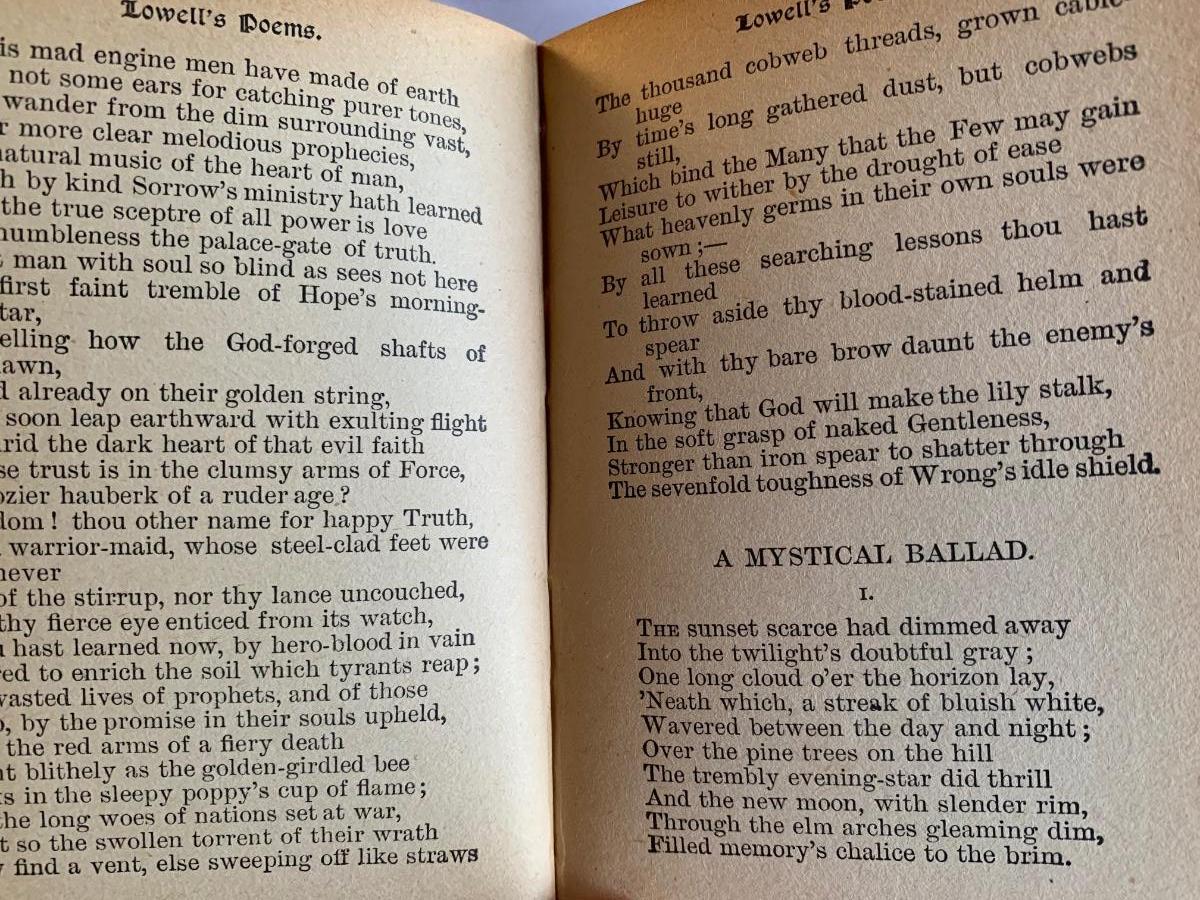 Lowell's Poems.
is mad engine men have made of earth
not some ears for catching purer tones,
wander from the dim surrounding vast,
more clear melodious prophecies,
natural music of the heart of man,
by kind Sorrow's ministry hath learned
the true sceptre of all power is love
humbleness the palace-gate of truth.
man with soul so blind as sees not here
first faint tremble of Hope's morning-
tar,
elling how the God-forged shafts of
awn,
already on their golden string,
soon leap earthward with exulting flight
rid the dark heart of that evil faith
se trust is in the clumsy arms of Force,
ozier hauberk of a ruder age?
dom! thou other name for happy Truth,
warrior-maid, whose steel-clad feet were
never
of the stirrup, nor thy lance uncouched,
thy fierce eye enticed from its watch,
hast learned now, by hero-blood in vain
red to enrich the soil which tyrants reap;
wasted lives of prophets, and of those
o, by the promise in their souls upheld,
the red arms of a fiery death
blithely as the golden-girdled bee
s in the sleepy poppy's cup of flame;
the long woes of nations set at war,
t so the swollen torrent of their wrath
find a vent, else sweeping off like straws
Lowell's
The thousand cobweb threads, grown cable-
huge
By time's long gathered dust, but cobwebs
still,
Which bind the Many that the Few may gain
Leisure to wither by the drought of ease
What heavenly germs in their own souls were
sown;—
By all these searching lessons thou hast
learned
To throw aside thy blood-stained helm and
spear
And with thy bare brow daunt the enemy's
front,
Knowing that God will make the lily stalk,
In the soft grasp of naked Gentleness,
Stronger than iron spear to shatter through
The sevenfold toughness of Wrong's idle shield.
A MYSTICAL BALLAD.
I.
THE sunset scarce had dimmed away
Into the twilight's doubtful gray;
One long cloud o'er the horizon lay,
'Neath which, a streak of bluish white,
Wavered between the day and night;
Over the pine trees on the hill
The trembly evening-star did thrill
And the new moon, with slender rim,
Through the elm arches gleaming dim,
Filled memory's chalice to the brim.